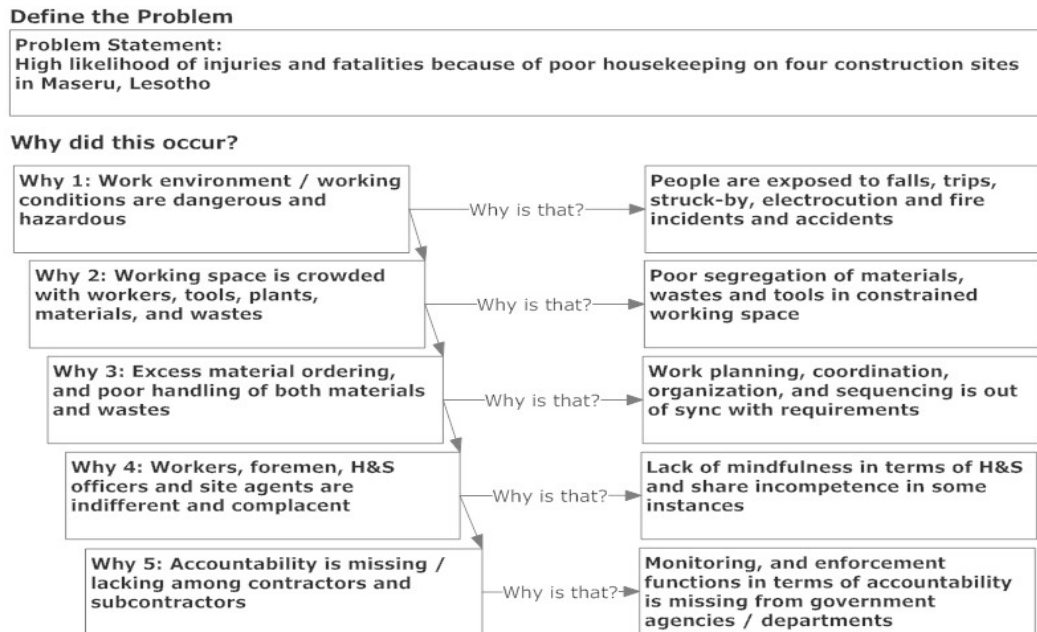 Define the Problem
Problem Statement:
High likelihood of injuries and fatalities because of poor housekeeping on four construction sites
in Maseru, Lesotho
Why did this occur?
Why 1: Work environment / working
conditions are dangerous and
hazardous
Why is that?
People are exposed to falls, trips,
struck-by, electrocution and fire
incidents and accidents
Why 2: Working space is crowded
with workers, tools, plants,
materials, and wastes
Why is that?
Poor segregation of materials,
wastes and tools in constrained
working space
Why 3: Excess material ordering,
and poor handling of both materials
and wastes
Why is that?
Work planning, coordination,
organization, and sequencing is out
of sync with requirements
Why 4: Workers, foremen, H&S
officers and site agents are
indifferent and complacent
Why is that?
Lack of mindfulness in terms of H&S
and share incompetence in some
instances
Why 5: Accountability is missing /
lacking among contractors and
subcontractors
Why is that?
Monitoring, and enforcement
functions in terms of accountability
is missing from government
agencies / departments